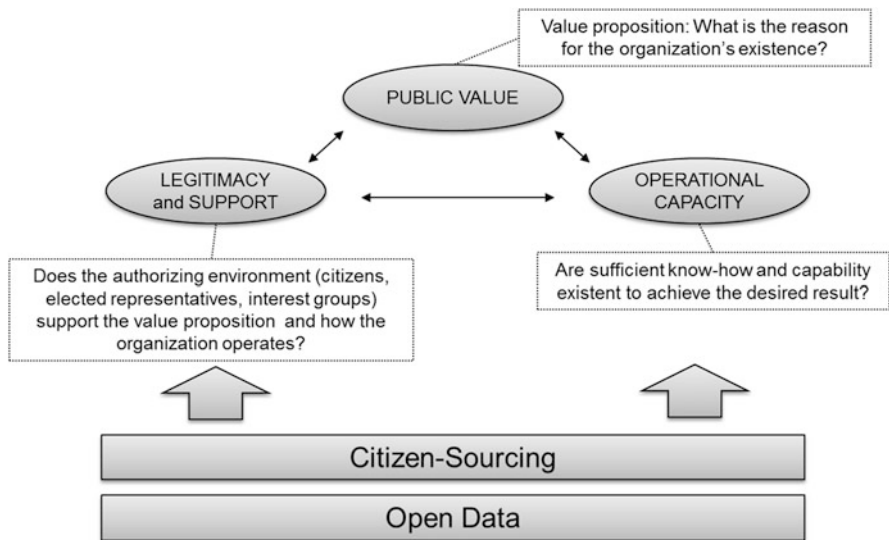 Value proposition: What is the reason
for the organization's existence?
PUBLIC VALUE
LEGITIMACY
and SUPPORT
OPERATIONAL
CAPACITY
Does the authorizing environment (citizens,
elected representatives, interest groups)
support the value proposition and how the
organization operates?
Are sufficient know-how and capability
existent to achieve the desired result?
Citizen-Sourcing
Open Data